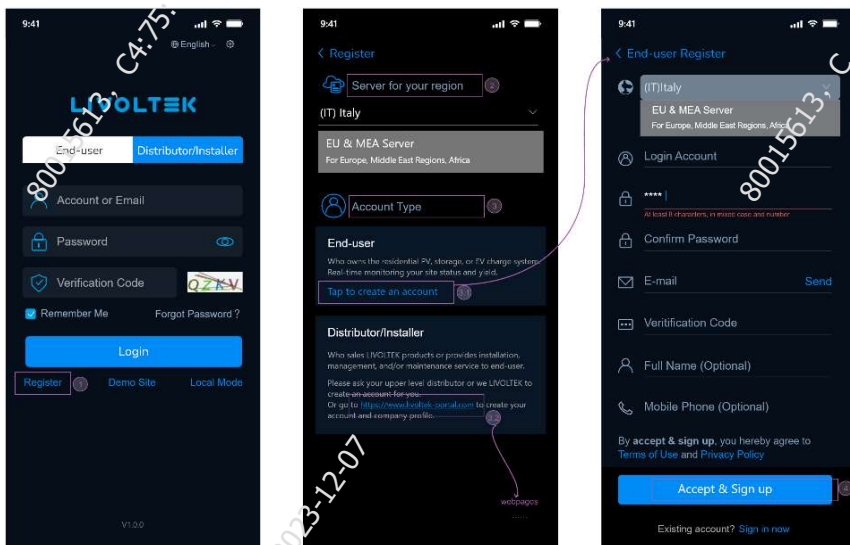 9:41
English
LIVOLTEK
End-user
Distributor/Installer
Account or Email
Password
Verification Code
QZKV
Remember Me
Forgot Password ?
Login
Register
1
Demo Site
Local Mode
V1.0.0
9:41
< Register
Server for your region
2
(IT) Italy
EU & MEA Server
For Europe, Middle East Regions, Africa
Account Type
3
End-user
Who owns the residential PV, storage, or EV charge system.
Real-time monitoring your site status and yield.
Tap to create an account
3.1
Distributor/Installer
Who sales LIVOLTEK products or provides installation,
management, and/or maintenance service to end-user.
Please ask your upper level distributor or we LIVOLTEK to
create an account for you.
Or go to https://www.livoltek-portal.com to create your
account and company profile.
3.2
webpages
......
9:41
< End-user Register
(IT)Italy
EU & MEA Server
For Europe, Middle East Regions, Africa
Login Account
****
At least 8 characters, in mixed case and number
Confirm Password
E-mail
Send
Veritification Code
Full Name (Optional)
Mobile Phone (Optional)
By accept & sign up, you hereby agree to
Terms of Use and Privacy Policy
Accept & Sign up
4
Existing account? Sign in now
80015613, C4:75:
2023-12-07
80015613, C